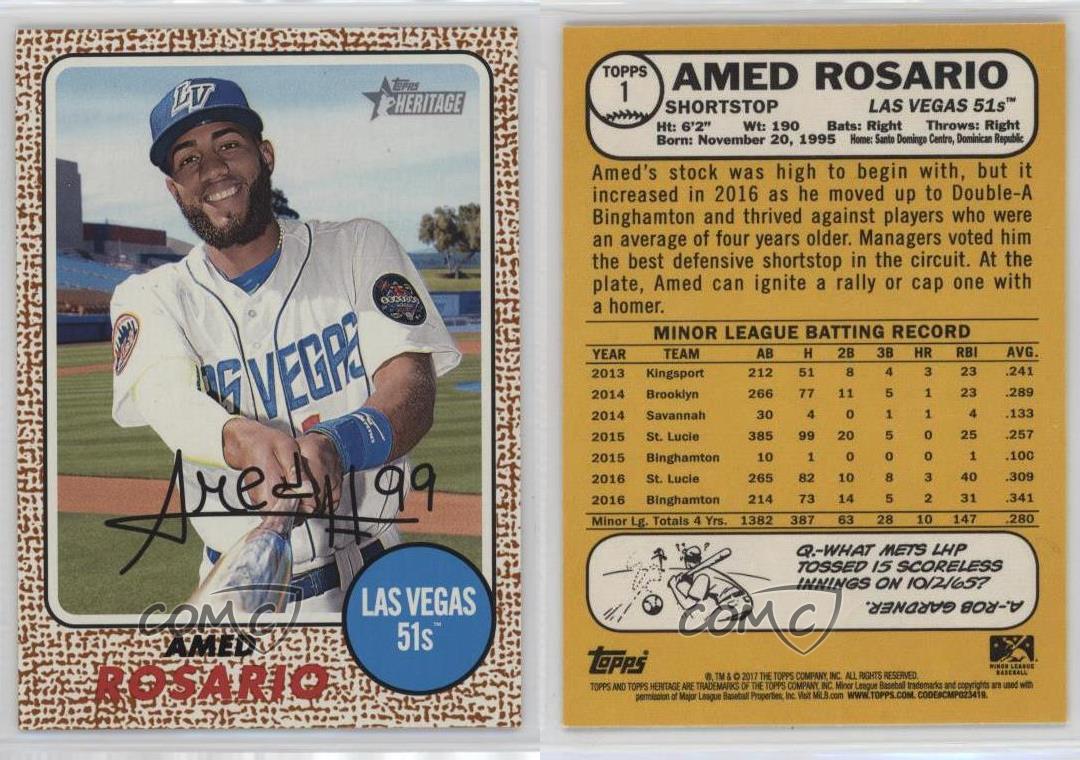 LV
Topps
HERITAGE
METS
LAS VEGAS
Amed 99
LAS VEGAS
51s™
AMED
ROSARIO
COMC
TOPPS
1
AMED ROSARIO
SHORTSTOP LAS VEGAS 51s™
Ht: 6'2" Wt: 190 Bats: Right Throws: Right
Born: November 20, 1995 Home: Santo Domingo Centro, Dominican Republic
Amed's stock was high to begin with, but it
increased in 2016 as he moved up to Double-A
Binghamton and thrived against players who were
an average of four years older. Managers voted him
the best defensive shortstop in the circuit. At the
plate, Amed can ignite a rally or cap one with
a homer.
MINOR LEAGUE BATTING RECORD
YEAR TEAM AB H 2B 3B HR RBI AVG.
2013 Kingsport 212 51 8 4 3 23 .241
2014 Brooklyn 266 77 11 5 1 23 .289
2014 Savannah 30 4 0 1 1 4 .133
2015 St. Lucie 385 99 20 5 0 25 .257
2015 Binghamton 10 1 0 0 0 1 .100
2016 St. Lucie 265 82 10 8 3 40 .309
2016 Binghamton 214 73 14 5 2 31 .341
Minor Lg. Totals 4 Yrs. 1382 387 63 28 10 147 .280
Q.-WHAT METS LHP
TOSSED 15 SCORELESS
INNINGS ON 10/2/65?
A.-ROB GARDNER.
COMC
Topps
MINOR LEAGUE
BASEBALL
®, TM & © 2017 THE TOPPS COMPANY, INC. ALL RIGHTS RESERVED.
TOPPS AND TOPPS HERITAGE ARE TRADEMARKS OF THE TOPPS COMPANY, INC. Minor League Baseball trademarks and copyrights are used with
permission of Major League Baseball Properties, Inc. Visit MiLB.com WWW.TOPPS.COM. CODE#CMP023419.